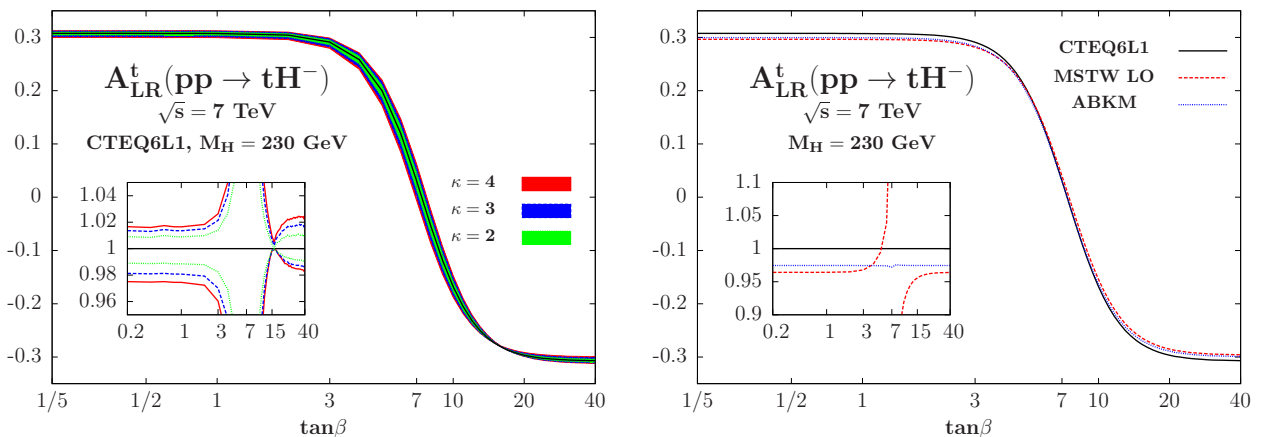 0.3
0.2
0.1
0
-0.1
-0.2
-0.3
A^t_LR(pp → tH⁻)
√s = 7 TeV
CTEQ6L1, M_H = 230 GeV
κ = 4
κ = 3
κ = 2
1.04
1.02
1
0.98
0.96
0.2 1 3 7 15 40
1/5 1/2 1 3 7 10 20 40
tanβ
0.3
0.2
0.1
0
-0.1
-0.2
-0.3
CTEQ6L1
MSTW LO
ABKM
A^t_LR(pp → tH⁻)
√s = 7 TeV
M_H = 230 GeV
1.1
1.05
1
0.95
0.9
0.2 1 3 7 15 40
1/5 1/2 1 3 7 10 20 40
tanβ